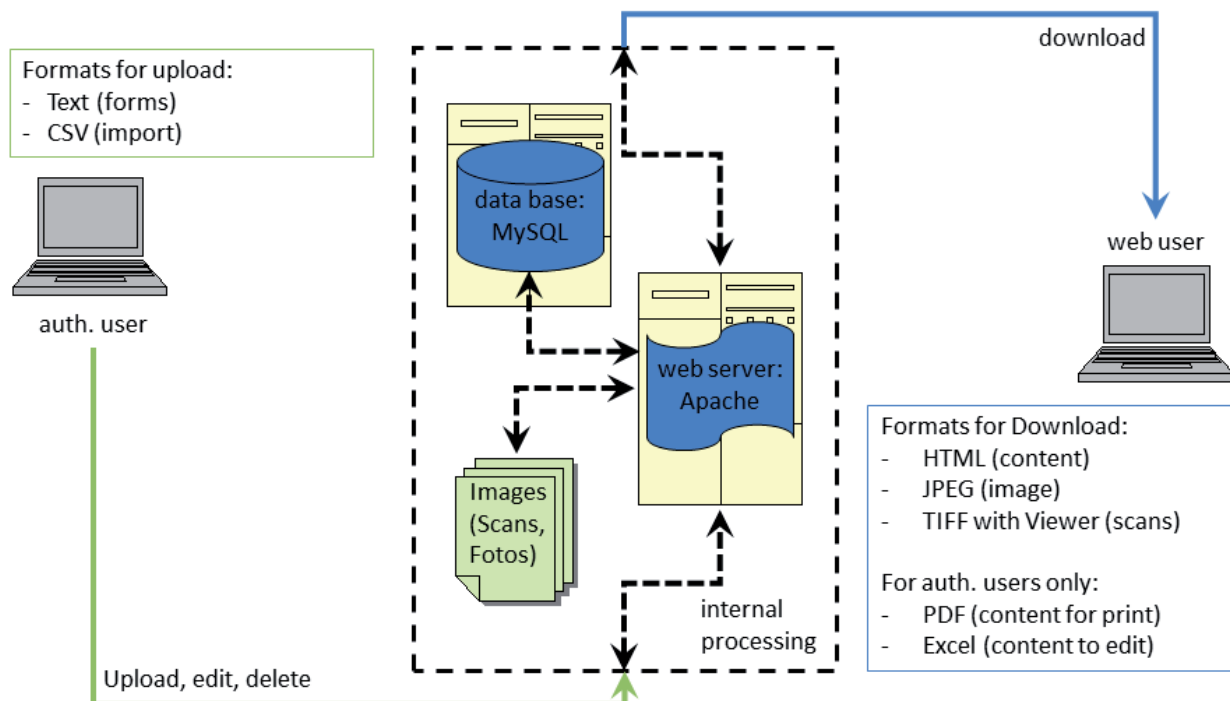 Formats for upload:
- Text (forms)
- CSV (import)
auth. user
Upload, edit, delete
data base:
MySQL
web server:
Apache
Images
(Scans,
Fotos)
internal
processing
download
web user
Formats for Download:
- HTML (content)
- JPEG (image)
- TIFF with Viewer (scans)
For auth. users only:
- PDF (content for print)
- Excel (content to edit)